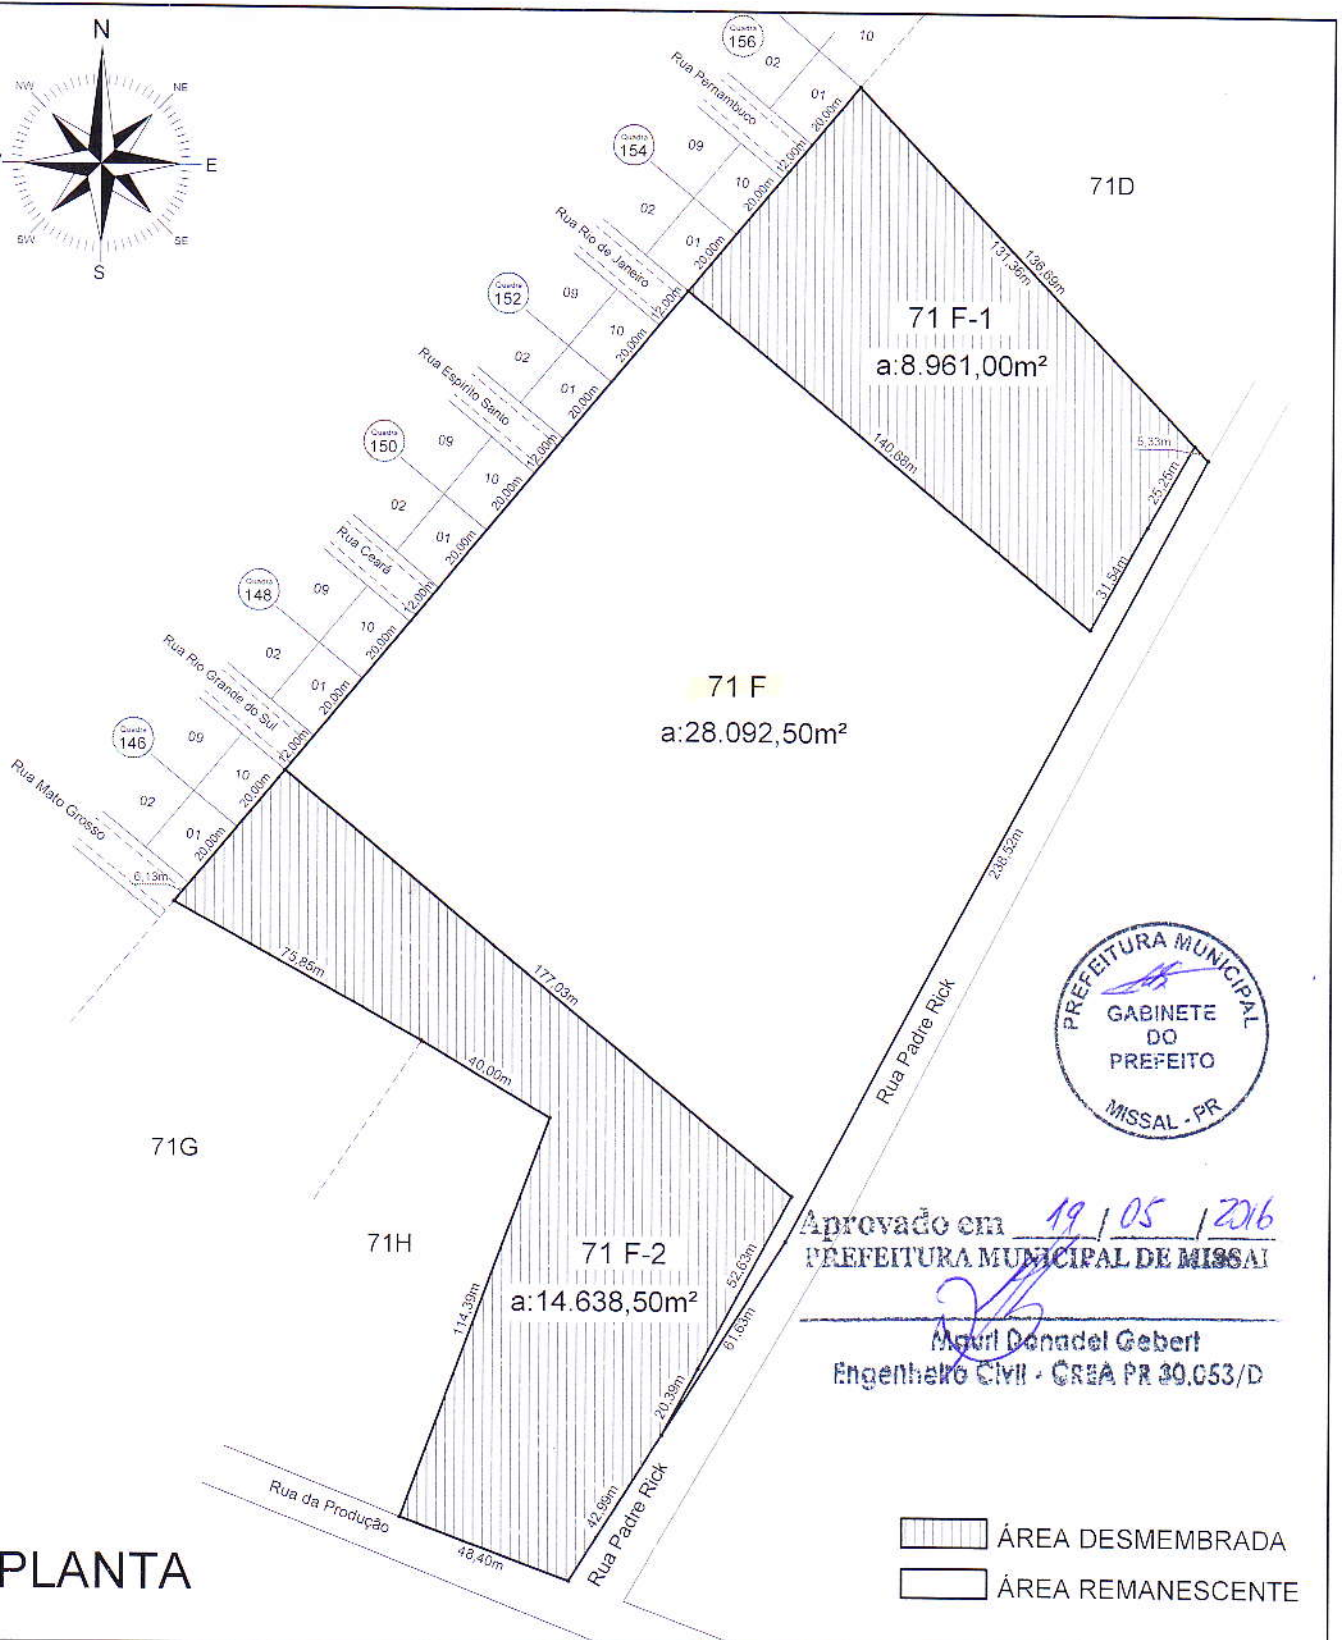 N
NW
NE
E
SW
SE
S
Quadra
156
10
02
Rua Pernambuco
01
20,00m
12,00m
Quadra
154
09
10
20,00m
02
01
20,00m
Rua Rio de Janeiro
12,00m
Quadra
152
09
10
20,00m
02
01
20,00m
Rua Espirito Santo
12,00m
Quadra
150
09
10
20,00m
02
01
20,00m
Rua Ceará
12,00m
Quadra
148
09
10
20,00m
02
01
20,00m
Rua Rio Grande do Sul
12,00m
Quadra
146
09
10
20,00m
02
01
20,00m
Rua Mato Grosso
6,13m
71D
136,69m
131,36m
71 F-1
a:8.961,00m²
140,68m
5,33m
25,25m
31,54m
71 F
a:28.092,50m²
238,52m
Rua Padre Rick
75,85m
177,03m
40,00m
71G
71H
114,39m
71 F-2
a:14.638,50m²
52,63m
61,63m
20,39m
42,99m
Rua Padre Rick
Rua da Produção
48,40m
PREFEITURA MUNICIPAL
GABINETE
DO
PREFEITO
MISSAL - PR
Aprovado em 19 / 05 / 2016
PREFEITURA MUNICIPAL DE MISSAL
Mauri Donadel Gebert
Engenheiro Civil - CREA PR 30.053/D
PLANTA
ÁREA DESMEMBRADA
ÁREA REMANESCENTE